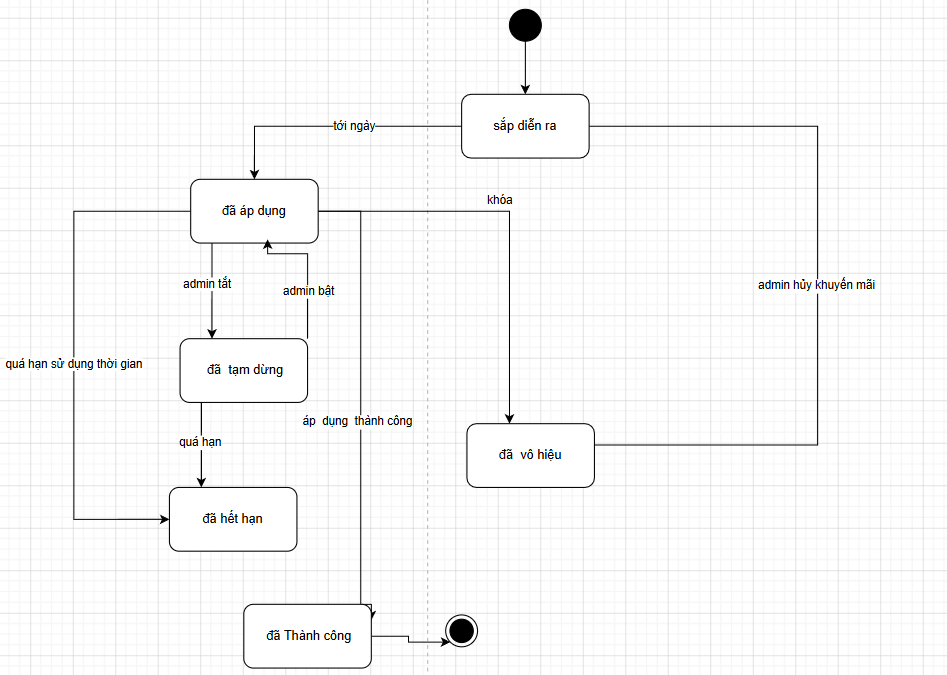 sắp diễn ra
tới ngày
đã áp dụng
khóa
admin tắt
admin bật
admin hủy khuyến mãi
quá hạn sử dụng thời gian
đã  tạm dừng
áp  dụng  thành công
quá hạn
đã  vô hiệu
đã hết hạn
đã Thành công